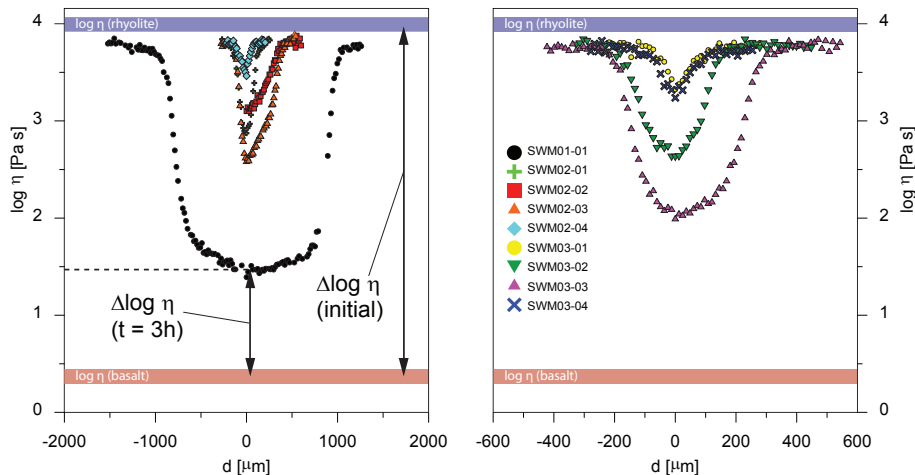 4
3
2
1
0
log η [Pa s]
log η (rhyolite)
Δlog η
(t = 3h)
Δlog η
(initial)
log η (basalt)
-2000
-1000
0
1000
2000
d [μm]
log η (rhyolite)
SWM01-01
SWM02-01
SWM02-02
SWM02-03
SWM02-04
SWM03-01
SWM03-02
SWM03-03
SWM03-04
log η (basalt)
4
3
2
1
0
log η [Pa s]
-600
-400
-200
0
200
400
600
d [μm]